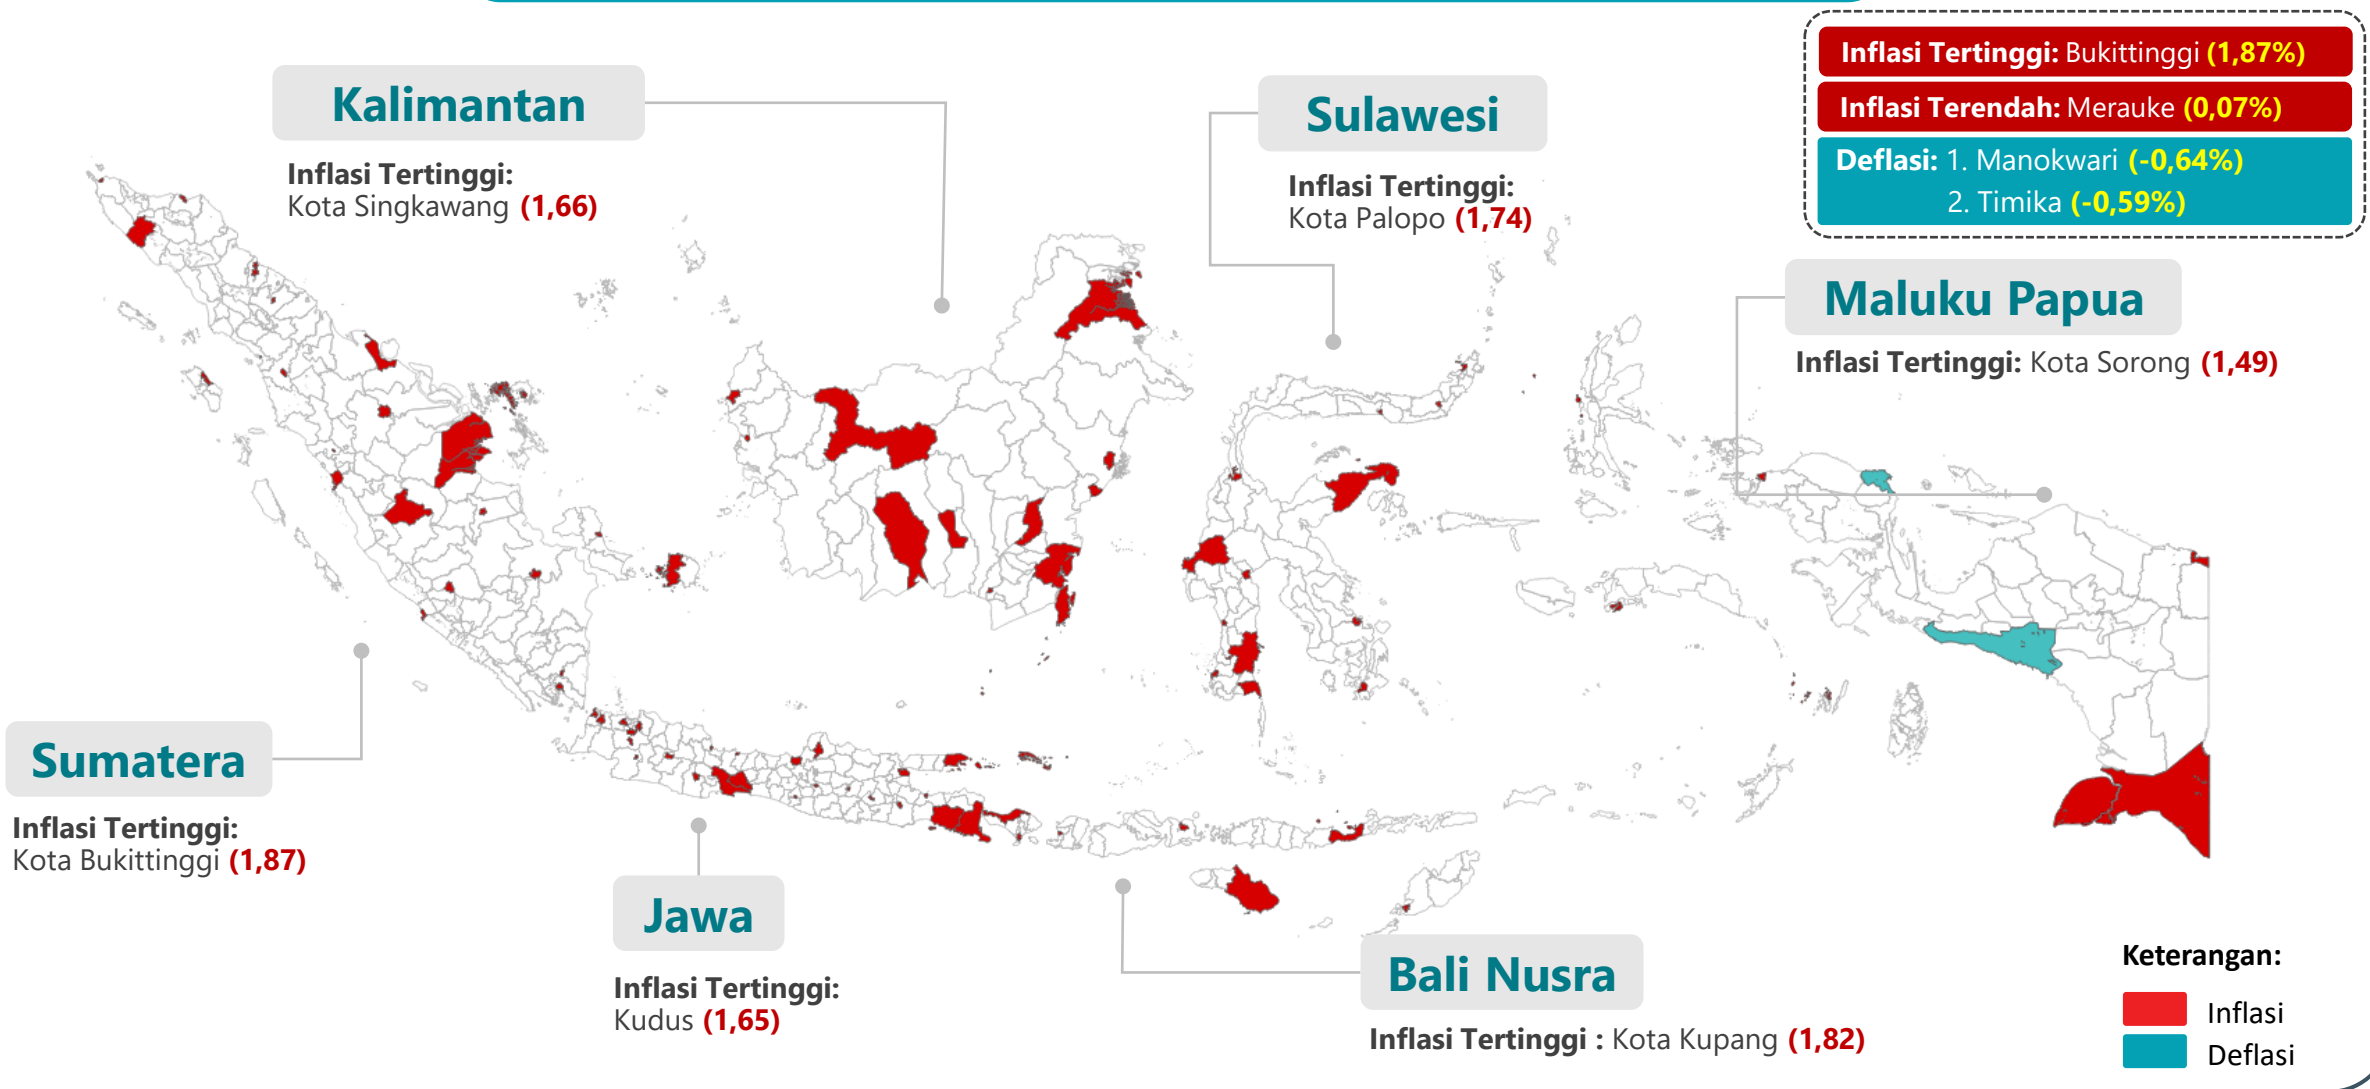 Inflasi Tertinggi: Bukittinggi (1,87%)
Inflasi Terendah: Merauke (0,07%)
Deflasi: 1. Manokwari (-0,64%)
2. Timika (-0,59%)
Kalimantan
Inflasi Tertinggi:
Kota Singkawang (1,66)
Sulawesi
Inflasi Tertinggi:
Kota Palopo (1,74)
Maluku Papua
Inflasi Tertinggi: Kota Sorong (1,49)
Sumatera
Inflasi Tertinggi:
Kota Bukittinggi (1,87)
Jawa
Inflasi Tertinggi:
Kudus (1,65)
Bali Nusra
Inflasi Tertinggi : Kota Kupang (1,82)
Keterangan:
Inflasi
Deflasi